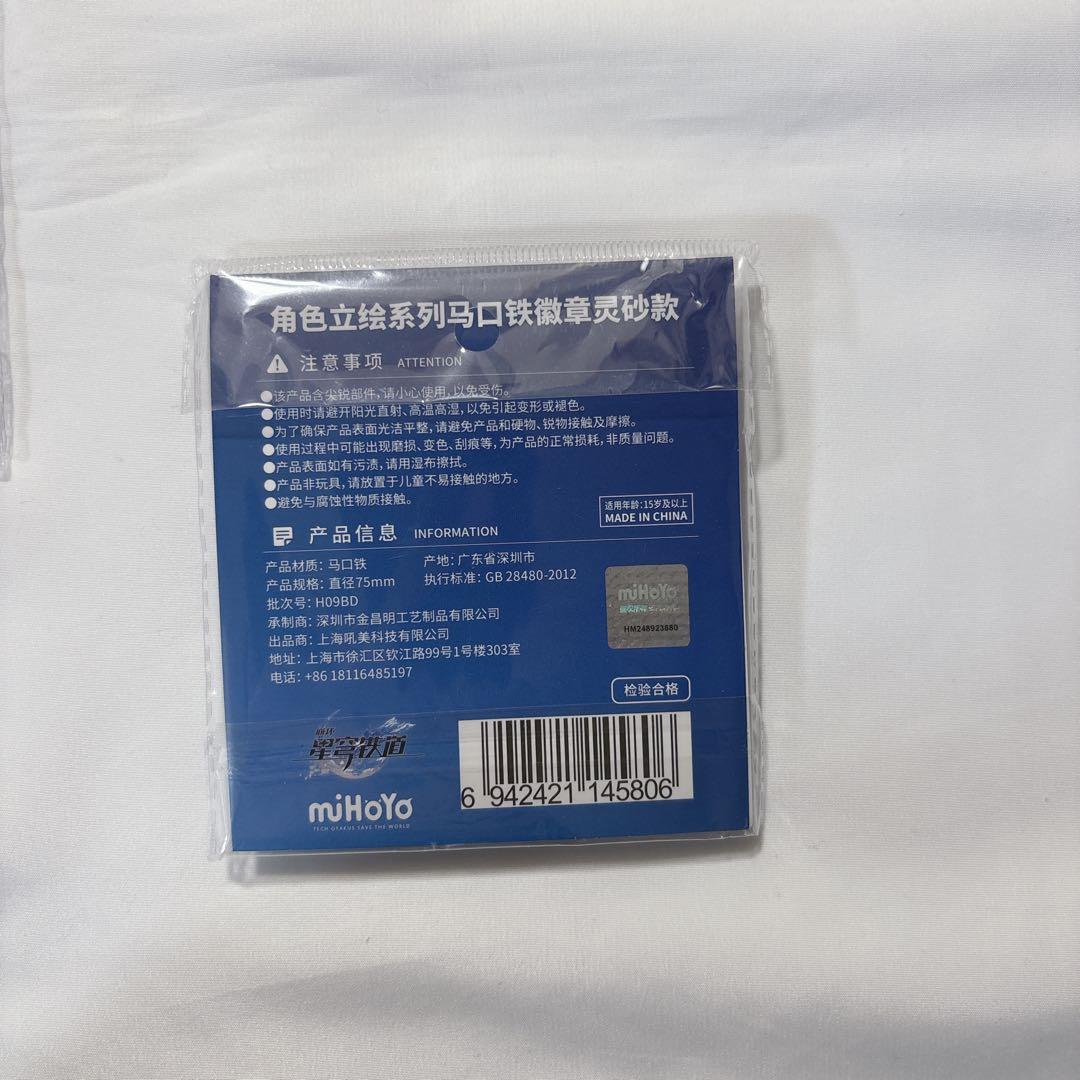 角色立绘系列马口铁徽章灵砂款
注意事项 ATTENTION
●该产品含尖锐部件,请小心使用,以免受伤。
●使用时请避开阳光直射、高温高湿,以免引起变形或褪色。
●为了确保产品表面光洁平整,请避免产品和硬物、锐物接触及摩擦。
●使用过程中可能出现磨损、变色、刮痕等,为产品的正常损耗,非质量问题。
●产品表面如有污渍,请用湿布擦拭。
●产品非玩具,请放置于儿童不易接触的地方。
●避免与腐蚀性物质接触。
适用年龄:15岁及以上
MADE IN CHINA
产品信息 INFORMATION
产品材质: 马口铁 产地: 广东省深圳市
产品规格: 直径75mm 执行标准: GB 28480-2012
批次号: H09BD
承制商: 深圳市金昌明工艺制品有限公司
出品商: 上海吼美科技有限公司
地址: 上海市徐汇区钦江路99号1号楼303室
电话: +86 18116485197
miHoYo
HM248923880
检验合格
崩坏
星穹铁道
miHoYo
TECH OTAKUS SAVE THE WORLD
6 942421 145806